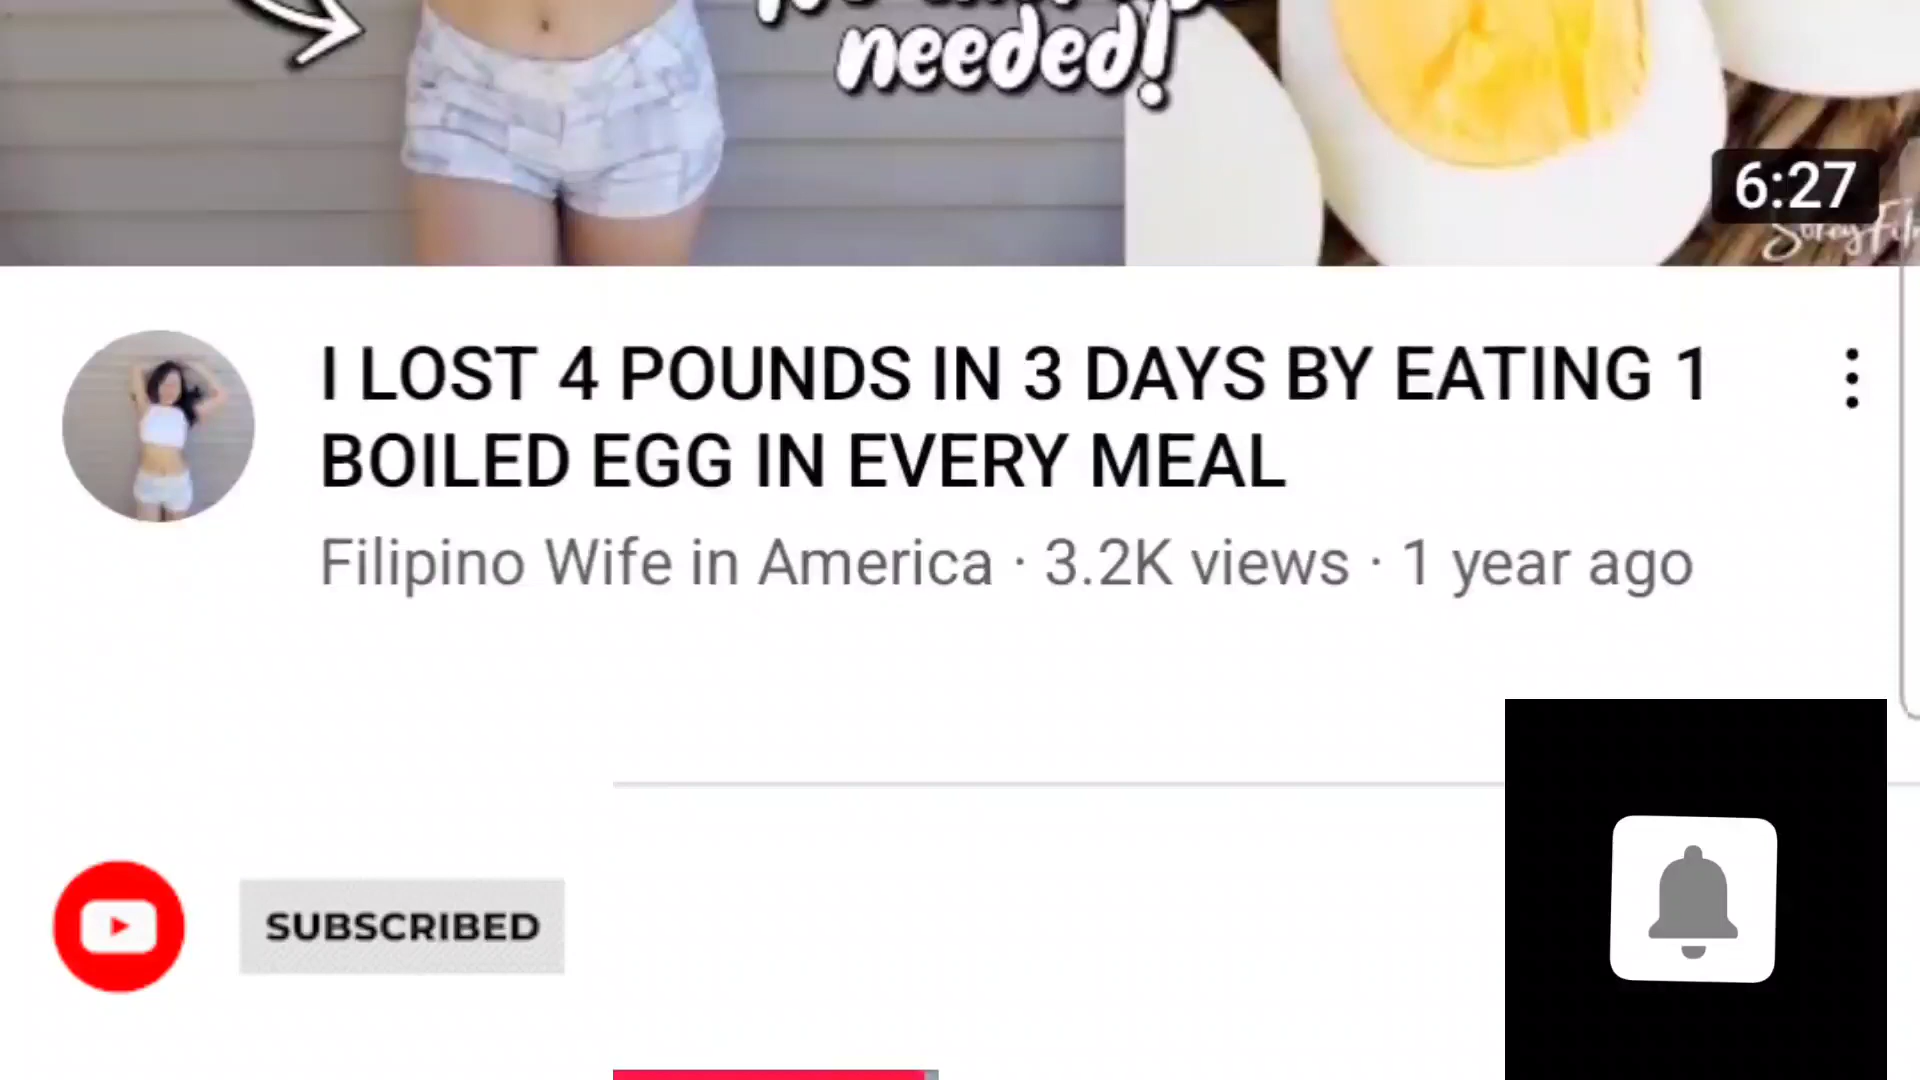 needed!
6:27
I LOST 4 POUNDS IN 3 DAYS BY EATING 1
BOILED EGG IN EVERY MEAL
Filipino Wife in America · 3.2K views · 1 year ago
SUBSCRIBED